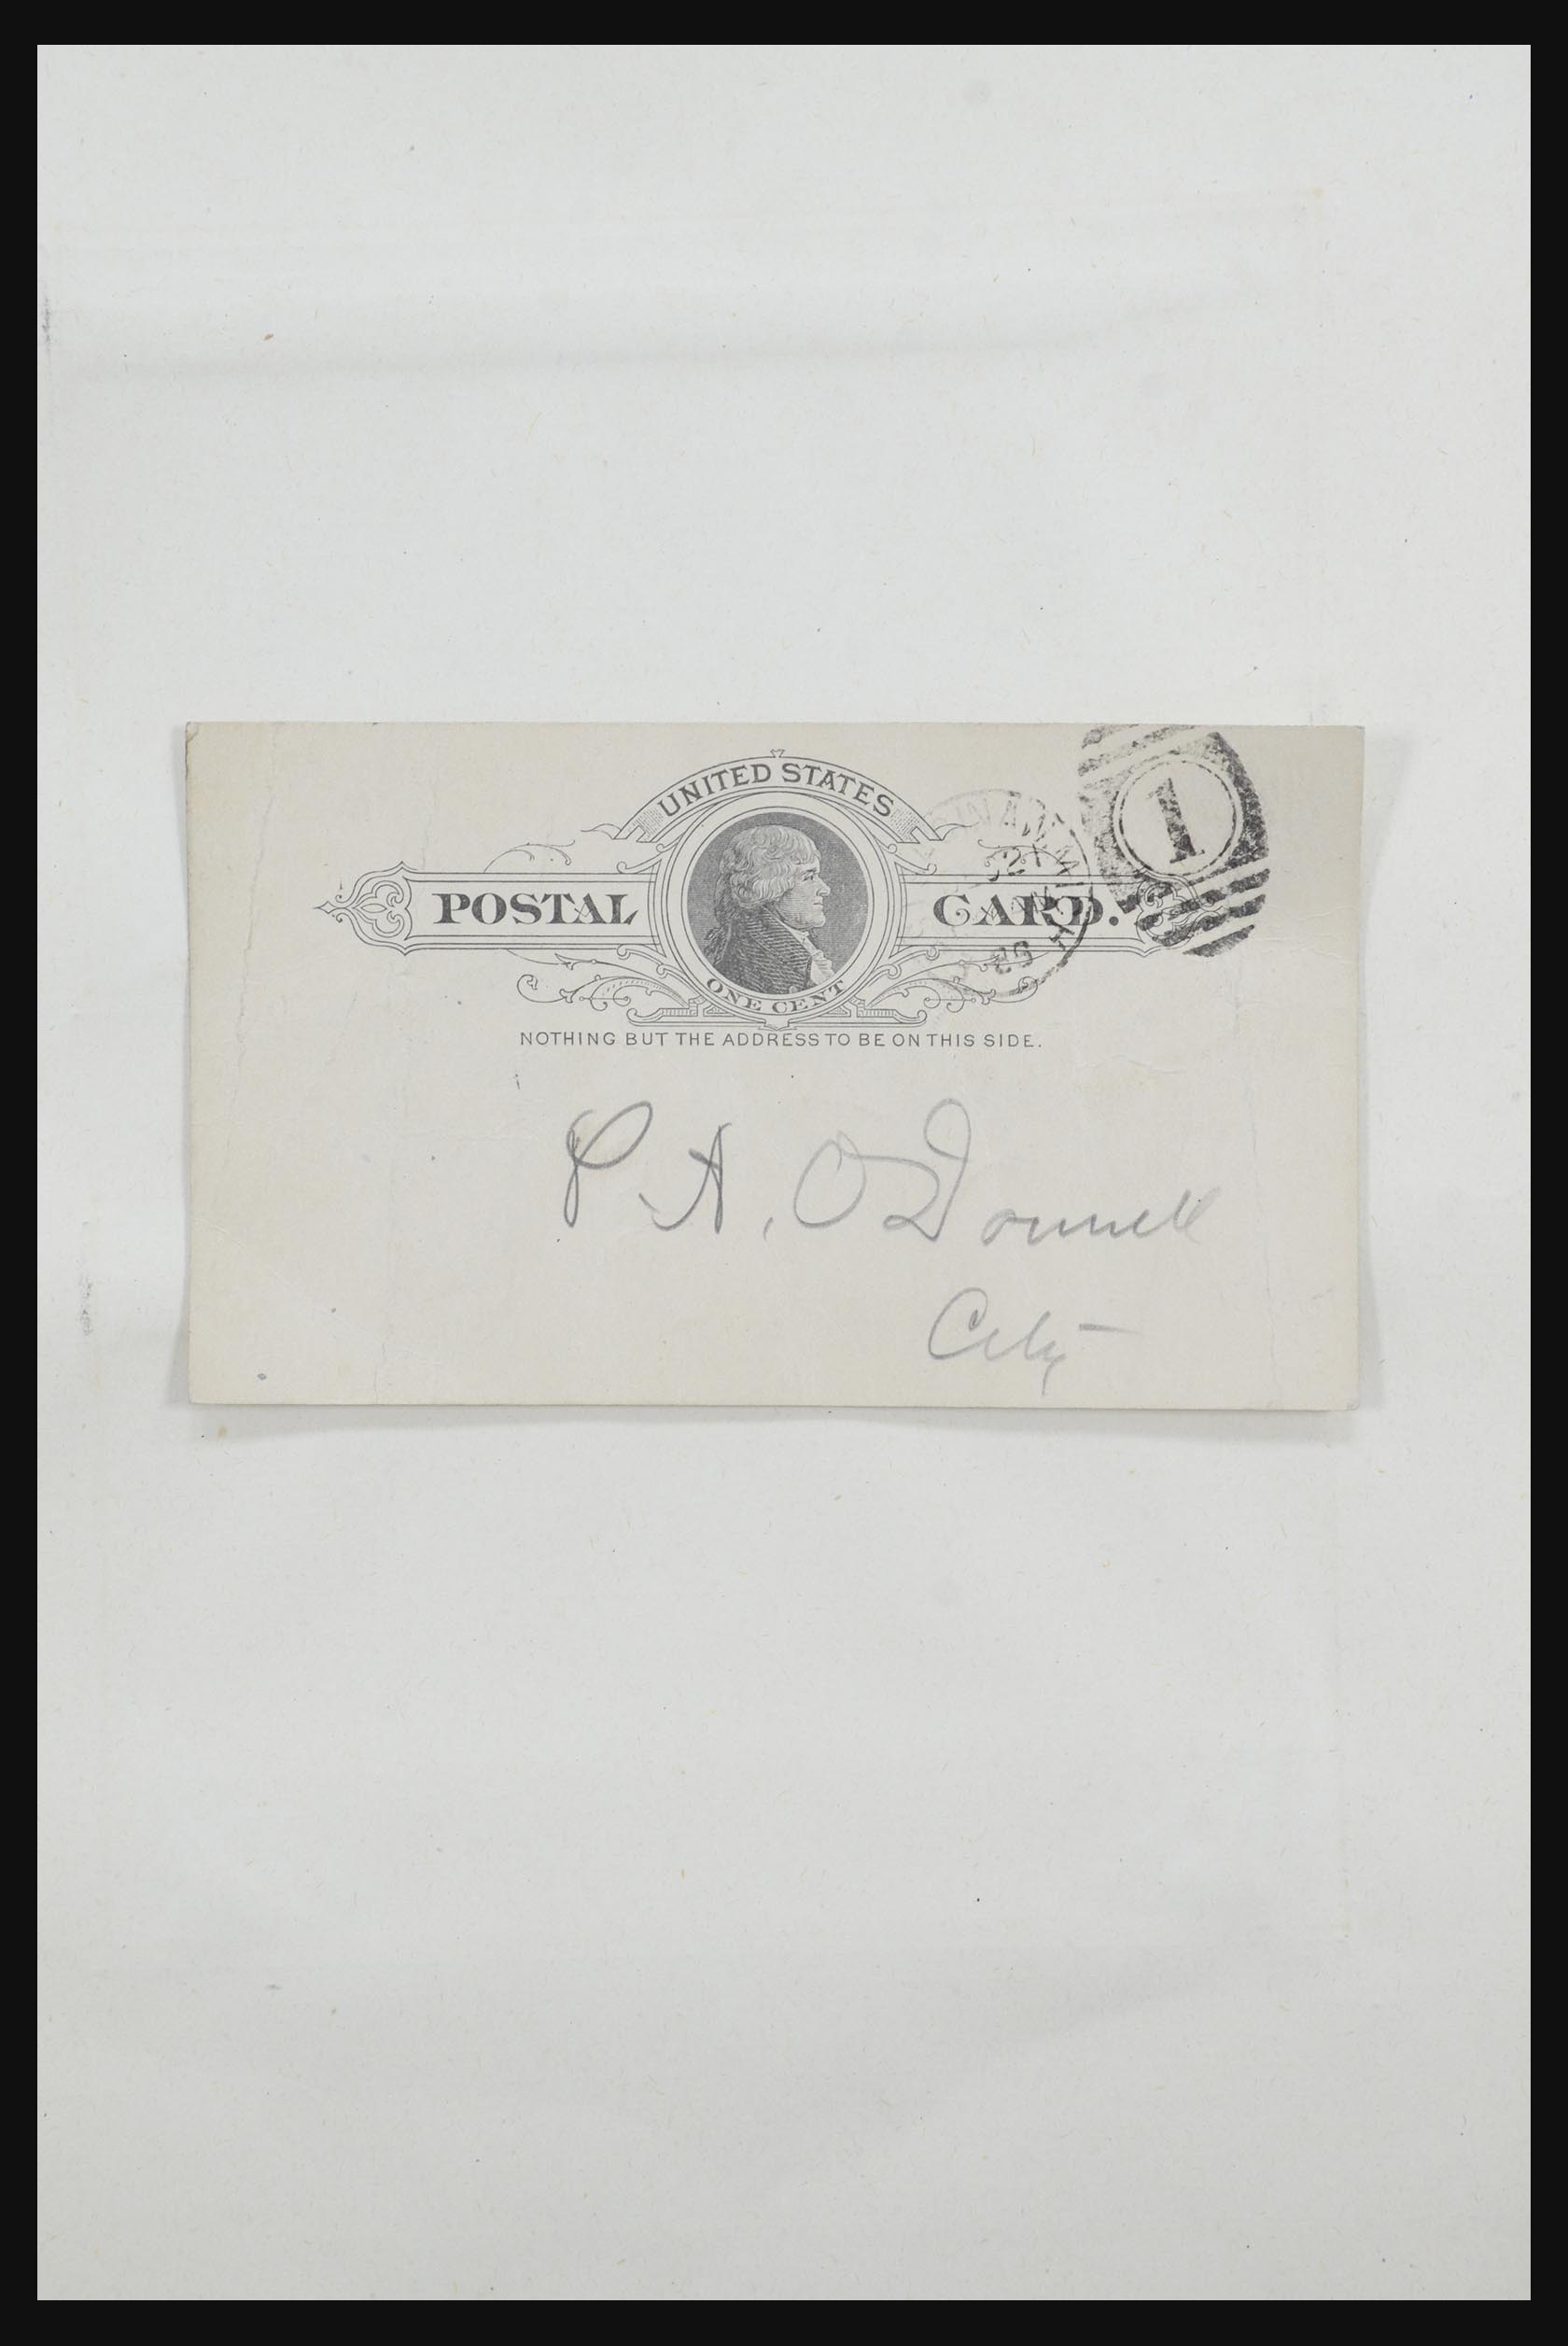 UNITED STATES
POSTAL CARD.
ONE CENT
1
NOTHING BUT THE ADDRESS TO BE ON THIS SIDE.
P. A. O'Donnell
City